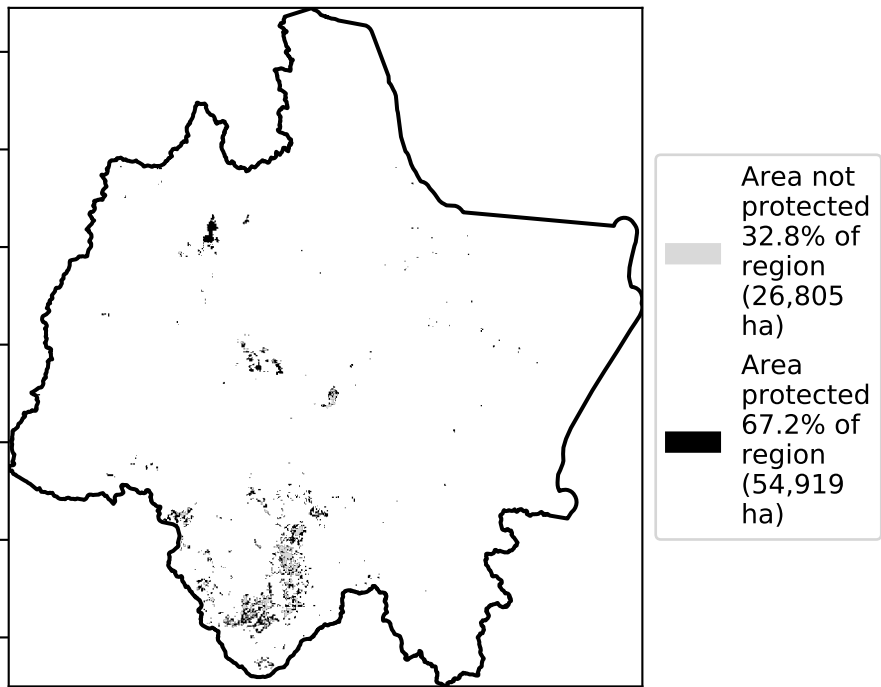 Area not
protected
32.8% of
region
(26,805
ha)
Area
protected
67.2% of
region
(54,919
ha)